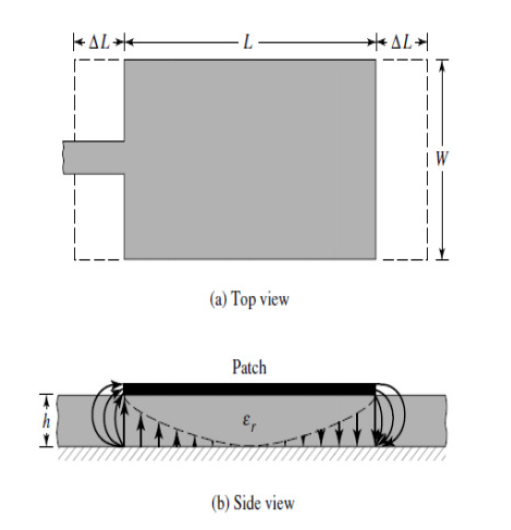 ΔL L ΔL
W
(a) Top view
Patch
h εr
(b) Side view